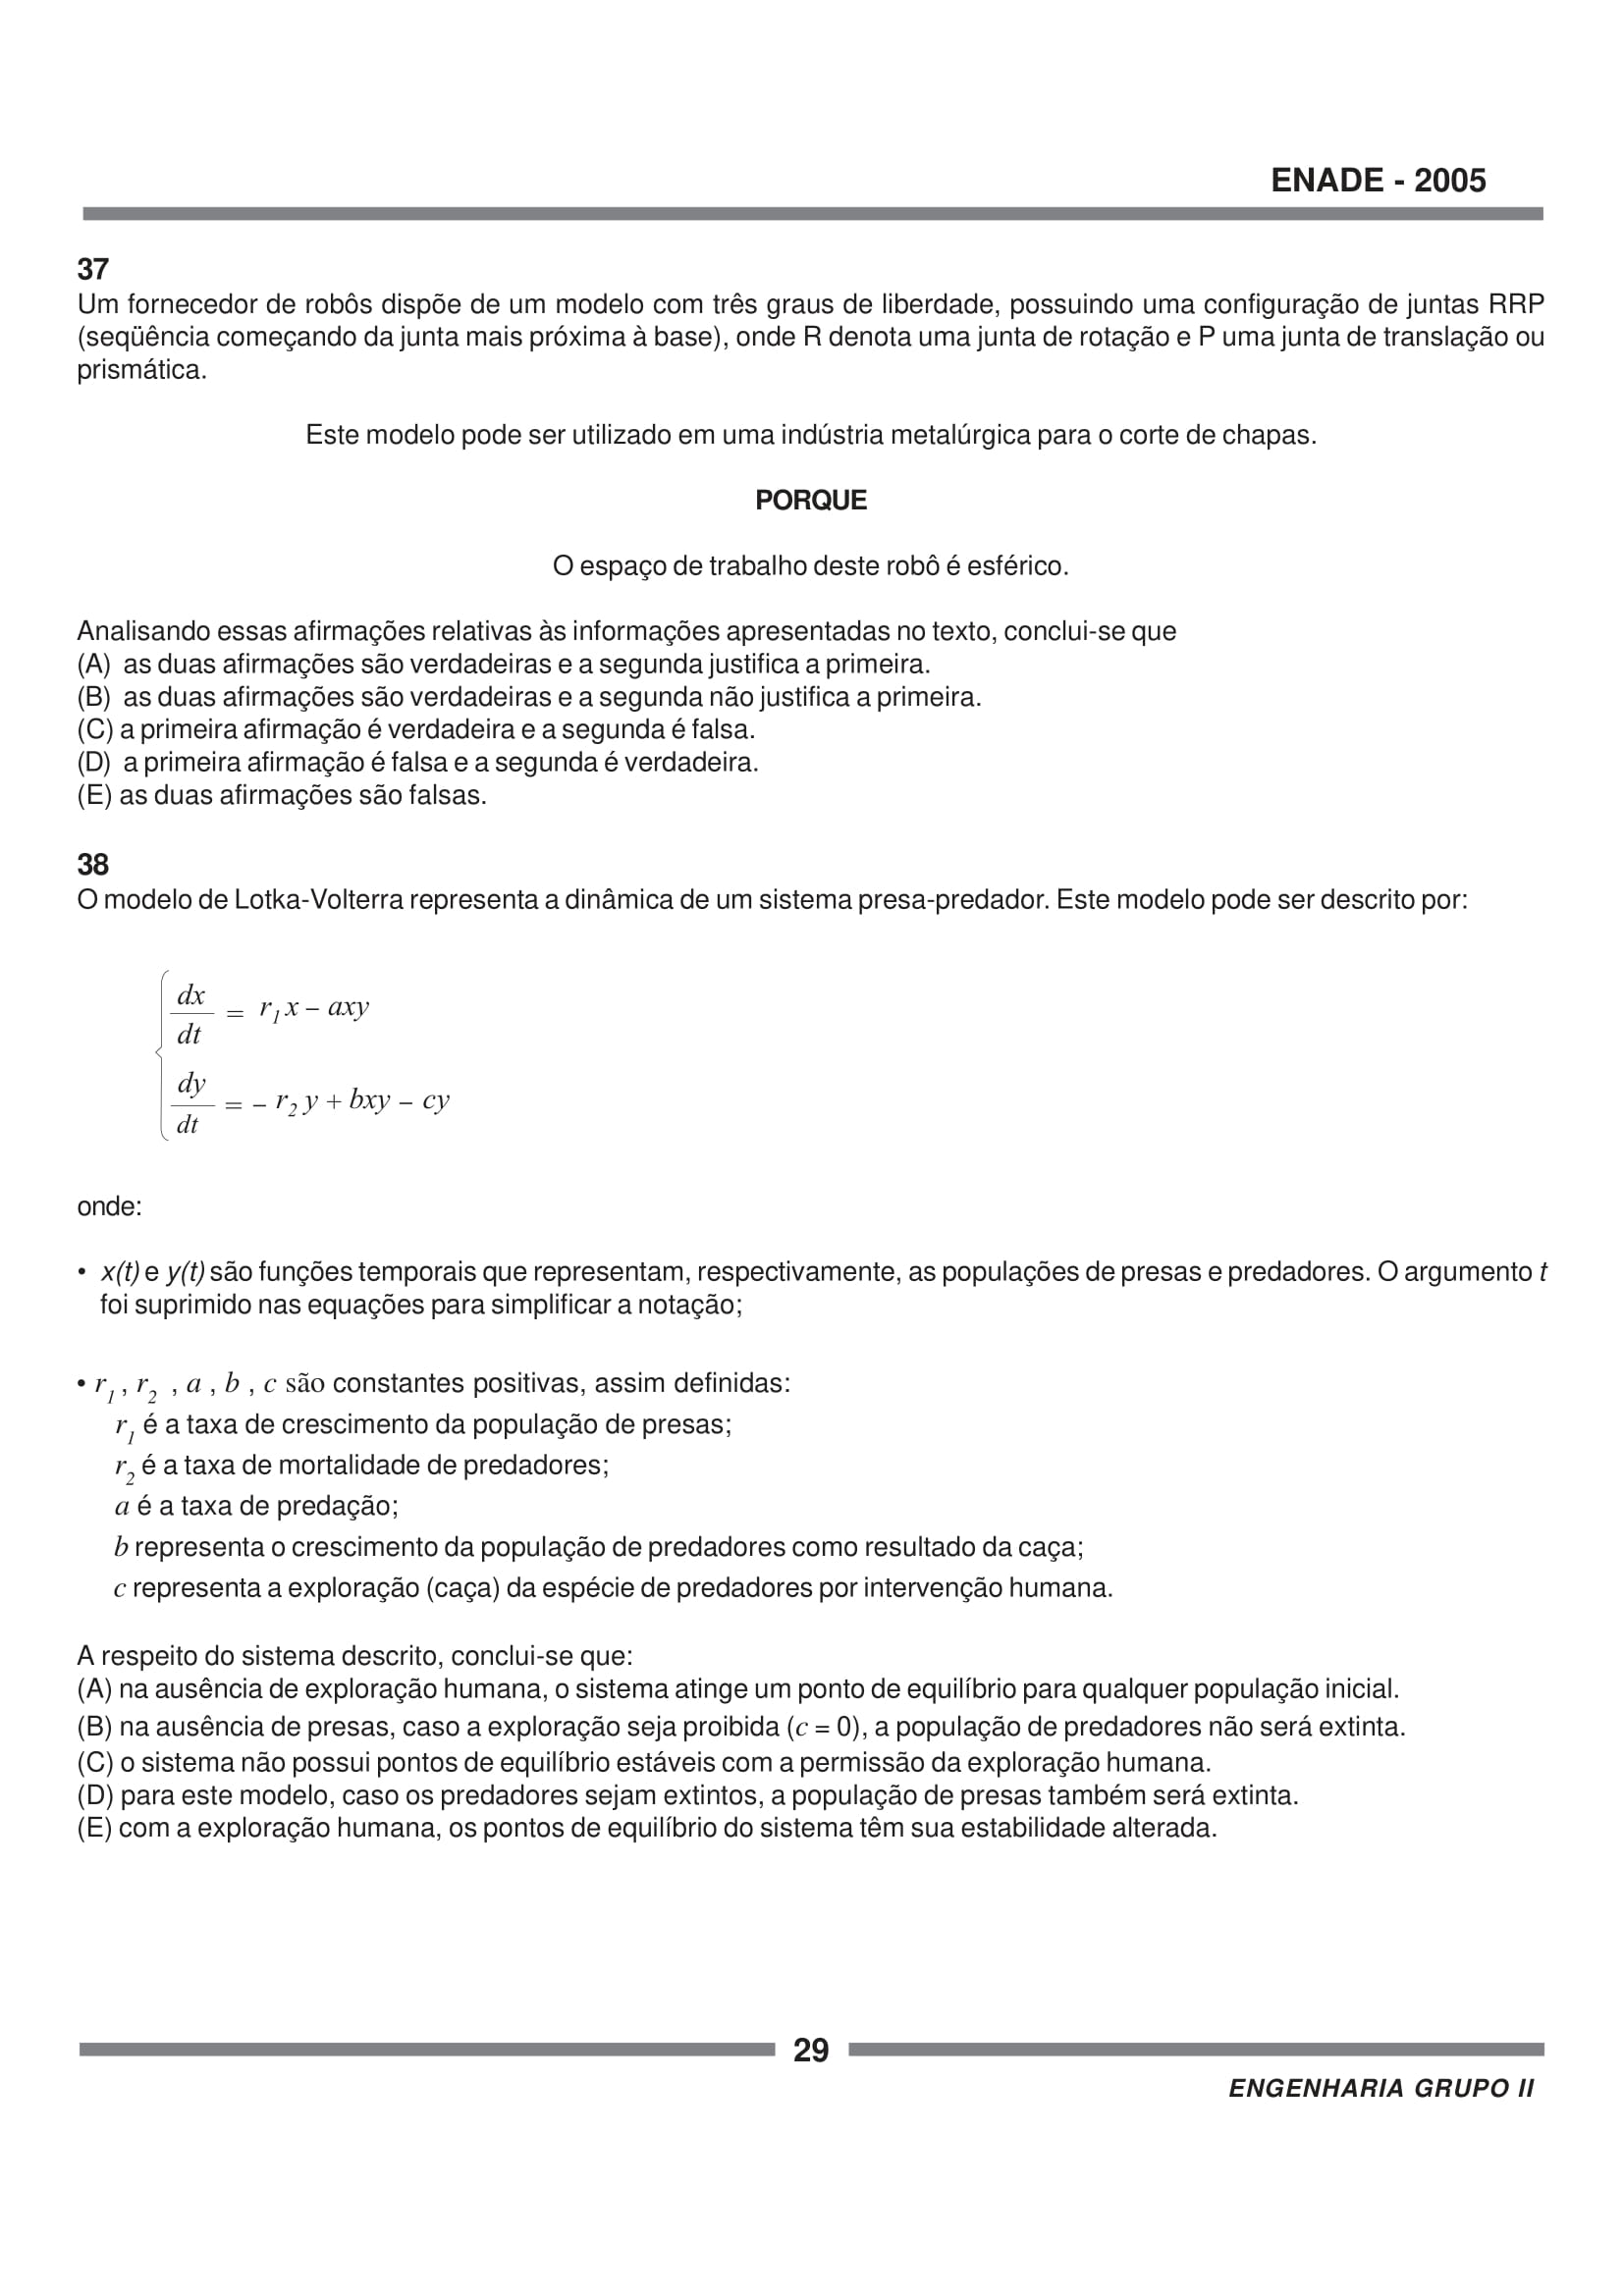 ENADE - 2005
37
Um fornecedor de robôs dispõe de um modelo com três graus de liberdade, possuindo uma configuração de juntas RRP
(seqüência começando da junta mais próxima à base), onde R denota uma junta de rotação e P uma junta de translação ou
prismática.
Este modelo pode ser utilizado em uma indústria metalúrgica para o corte de chapas.
PORQUE
O espaço de trabalho deste robô é esférico.
Analisando essas afirmações relativas às informações apresentadas no texto, conclui-se que
(A) as duas afirmações são verdadeiras e a segunda justifica a primeira.
(B) as duas afirmações são verdadeiras e a segunda não justifica a primeira.
(C) a primeira afirmação é verdadeira e a segunda é falsa.
(D) a primeira afirmação é falsa e a segunda é verdadeira.
(E) as duas afirmações são falsas.
38
O modelo de Lotka-Volterra representa a dinâmica de um sistema presa-predador. Este modelo pode ser descrito por:
dx/dt = r₁x – axy
dy/dt = – r₂y + bxy – cy
onde:
• x(t) e y(t) são funções temporais que representam, respectivamente, as populações de presas e predadores. O argumento t
foi suprimido nas equações para simplificar a notação;
• r₁ , r₂ , a , b , c são constantes positivas, assim definidas:
r₁ é a taxa de crescimento da população de presas;
r₂ é a taxa de mortalidade de predadores;
a é a taxa de predação;
b representa o crescimento da população de predadores como resultado da caça;
c representa a exploração (caça) da espécie de predadores por intervenção humana.
A respeito do sistema descrito, conclui-se que:
(A) na ausência de exploração humana, o sistema atinge um ponto de equilíbrio para qualquer população inicial.
(B) na ausência de presas, caso a exploração seja proibida (c = 0), a população de predadores não será extinta.
(C) o sistema não possui pontos de equilíbrio estáveis com a permissão da exploração humana.
(D) para este modelo, caso os predadores sejam extintos, a população de presas também será extinta.
(E) com a exploração humana, os pontos de equilíbrio do sistema têm sua estabilidade alterada.
29
ENGENHARIA GRUPO II